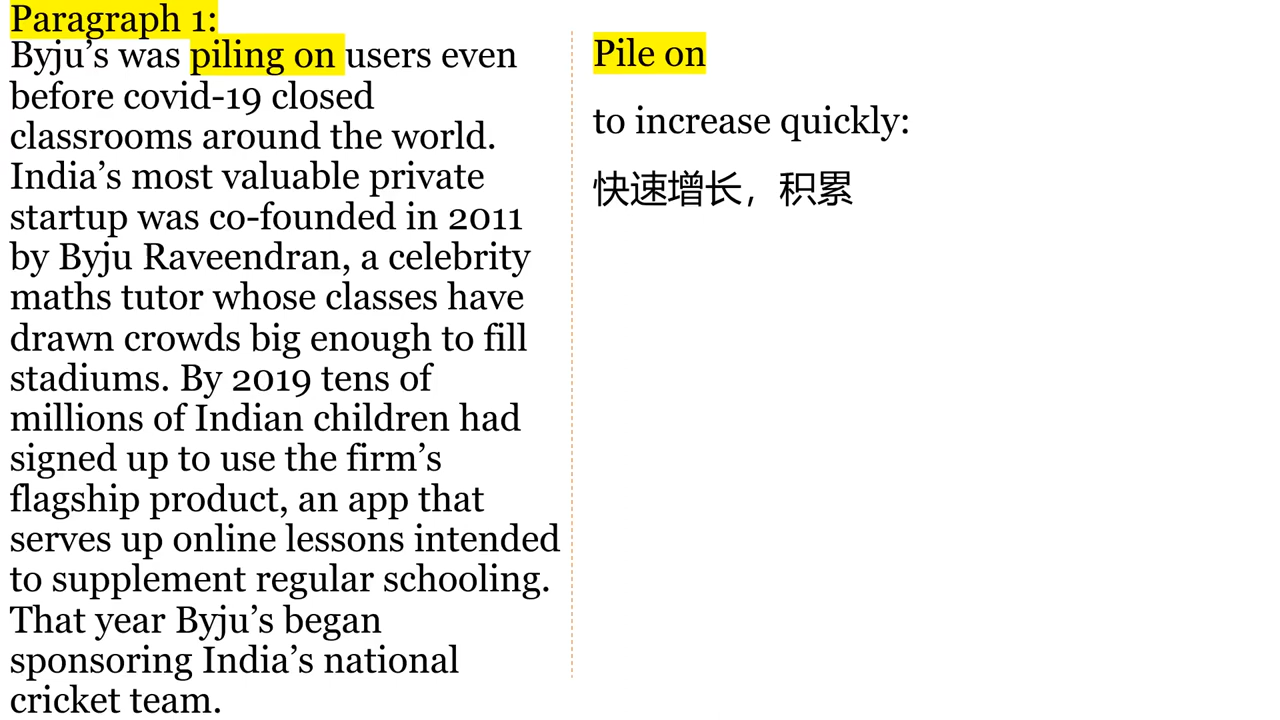 Paragraph 1:
Byju’s was piling on users even
before covid-19 closed
classrooms around the world.
India’s most valuable private
startup was co-founded in 2011
by Byju Raveendran, a celebrity
maths tutor whose classes have
drawn crowds big enough to fill
stadiums. By 2019 tens of
millions of Indian children had
signed up to use the firm’s
flagship product, an app that
serves up online lessons intended
to supplement regular schooling.
That year Byju’s began
sponsoring India’s national
cricket team.
Pile on
to increase quickly:
快速增长，积累